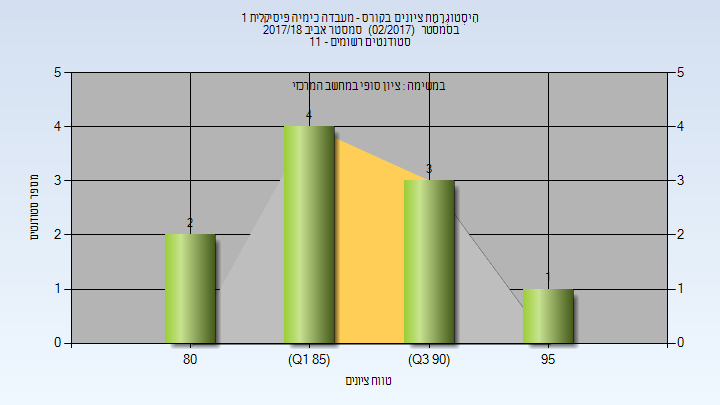 הִיסְטוגְרָמַת ציונים בקורס - מעבדה כימיה פיסיקלית 1
בסמסטר (02/2017) סמסטר אביב 2017/18
סטודנטים רשומים - 11
במשימה : ציון סופי במחשב המרכזי
5
4
3
2
1
0
מספר סטודנטים
5
4
3
2
1
0
2
4
3
1
80
(Q1 85)
(Q3 90)
95
טווח ציונים